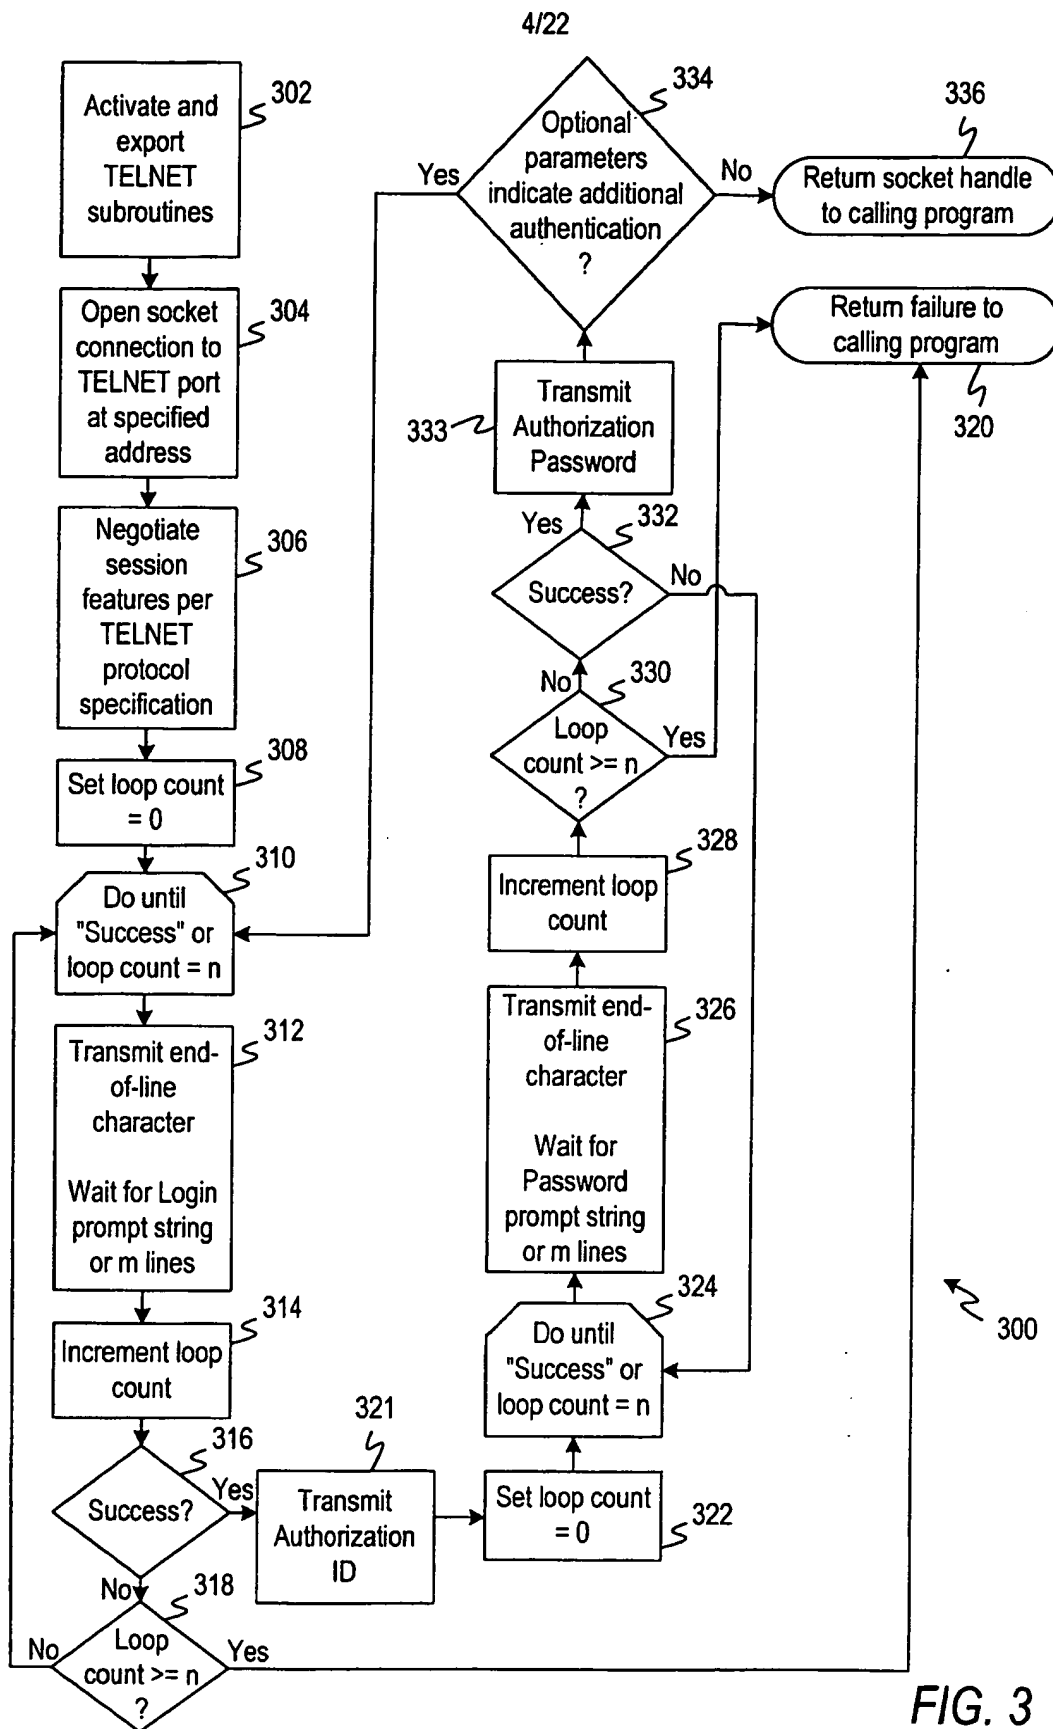 4/22
302
Activate and
export
TELNET
subroutines
304
Open socket
connection to
TELNET port
at specified
address
306
Negotiate
session
features per
TELNET
protocol
specification
308
Set loop count
= 0
310
Do until
"Success" or
loop count = n
312
Transmit end-
of-line
character
Wait for Login
prompt string
or m lines
314
Increment loop
count
316
Success?
Yes
No
318
Loop
count >= n
?
No
Yes
321
Transmit
Authorization
ID
Set loop count
= 0
322
324
Do until
"Success" or
loop count = n
326
Transmit end-
of-line
character
Wait for
Password
prompt string
or m lines
328
Increment loop
count
330
Loop
count >= n
?
No
Yes
332
Success?
Yes
No
333
Transmit
Authorization
Password
334
Optional
parameters
indicate additional
authentication
?
Yes
No
336
Return socket handle
to calling program
Return failure to
calling program
320
300
FIG. 3